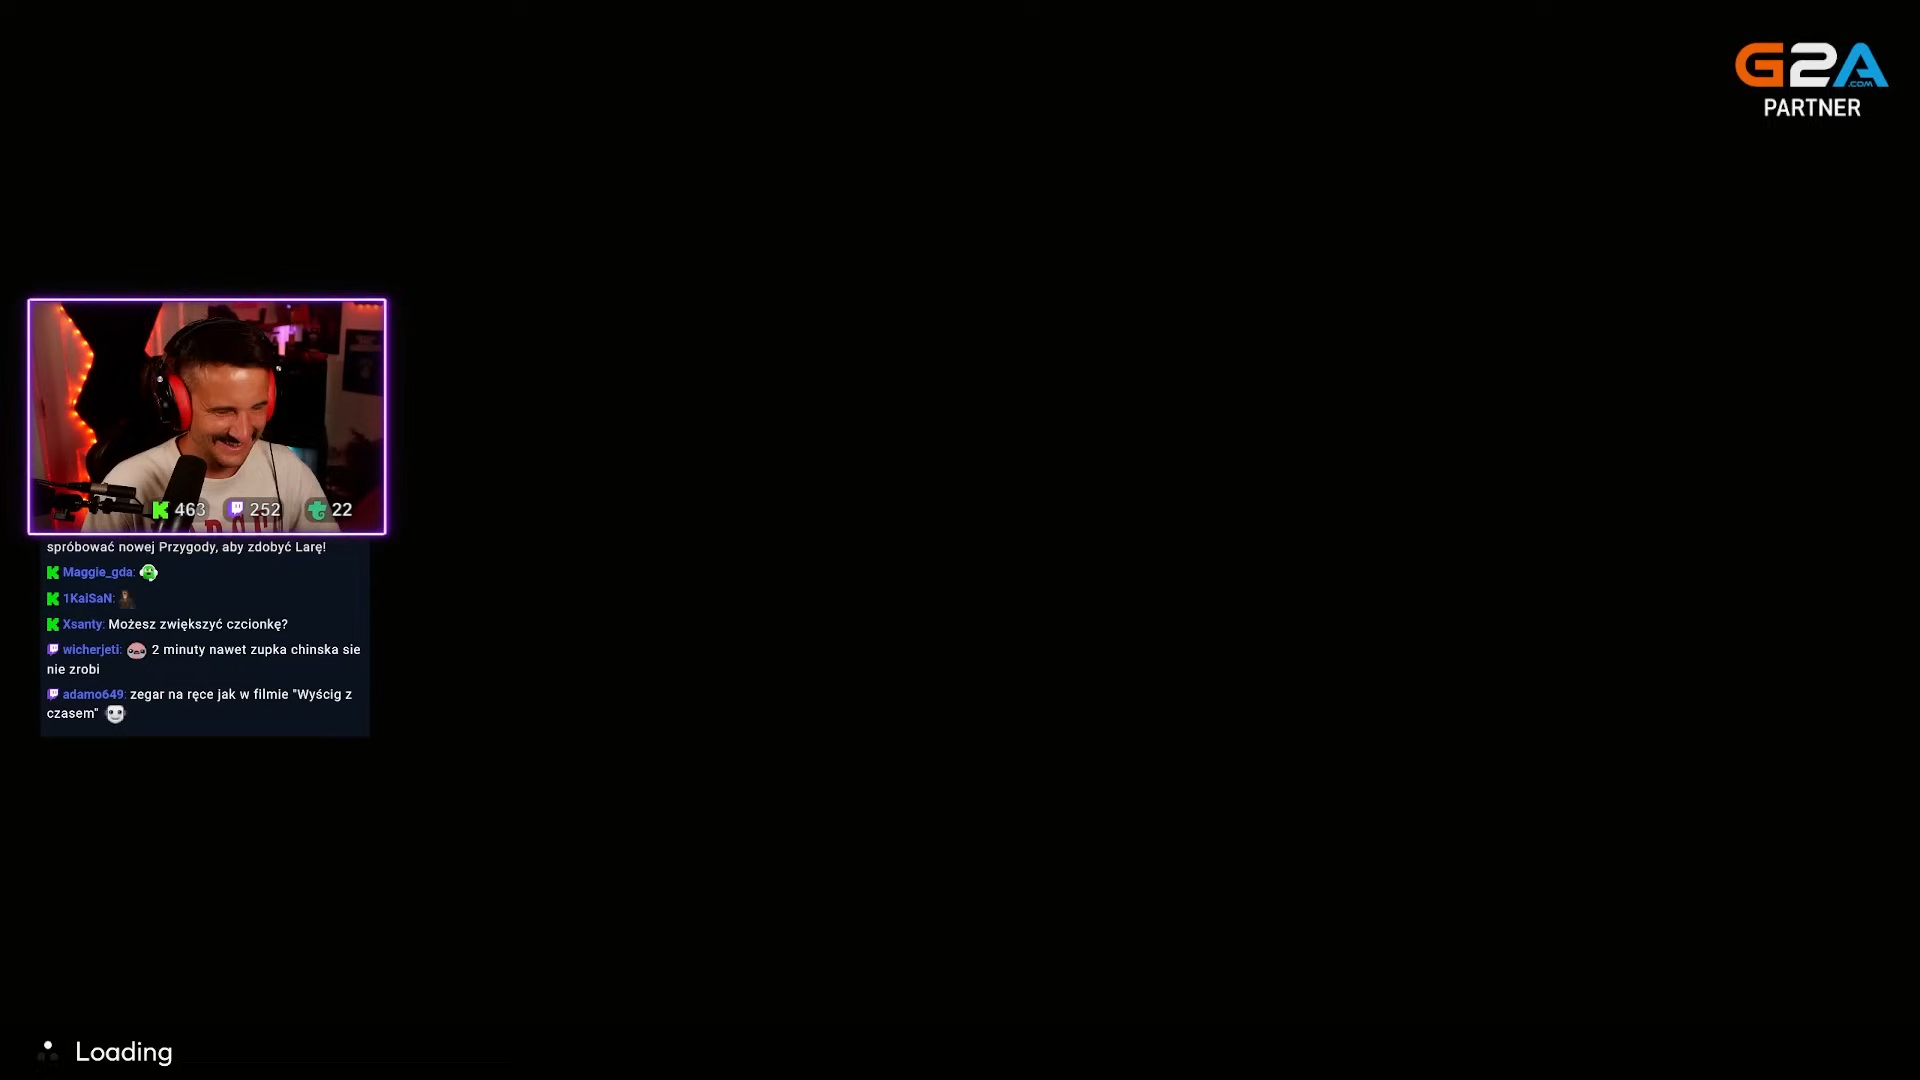 G2A
.COM
PARTNER
463 252 22
spróbować nowej Przygody, aby zdobyć Larę!
Maggie_gda:
1KaiSaN:
Xsanty: Możesz zwiększyć czcionkę?
wicherjeti: 2 minuty nawet zupka chinska sie
nie zrobi
adamo649: zegar na ręce jak w filmie "Wyścig z
czasem"
Loading